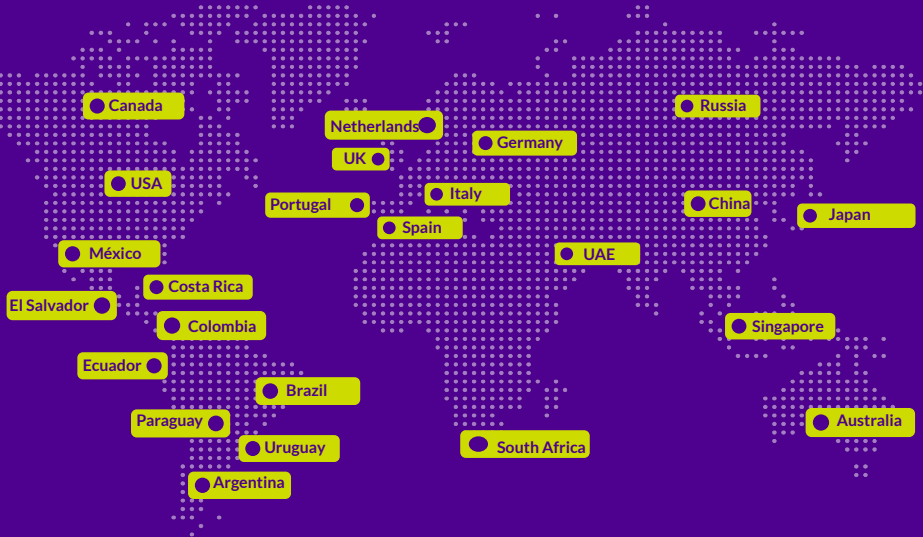 Canada
Russia
Netherlands
Germany
UK
USA
Italy
Portugal
China
Japan
Spain
México
UAE
Costa Rica
El Salvador
Colombia
Singapore
Ecuador
Brazil
Paraguay
Australia
Uruguay
South Africa
Argentina